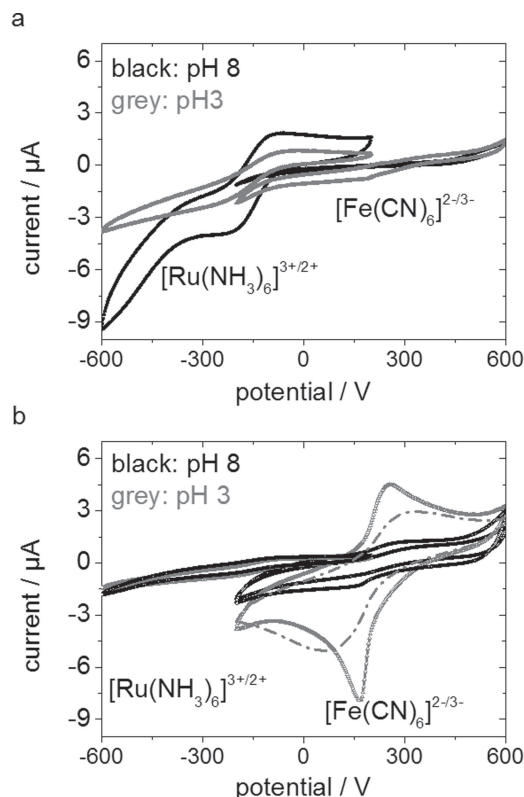 a
black: pH 8
grey: pH3
[Fe(CN)6]2-/3-
[Ru(NH3)6]3+/2+
current / µA
6
3
0
-3
-6
-9
-600
-300
0
300
600
potential / V
b
black: pH 8
grey: pH 3
[Ru(NH3)6]3+/2+
[Fe(CN)6]2-/3-
current / µA
6
3
0
-3
-6
-9
-600
-300
0
300
600
potential / V